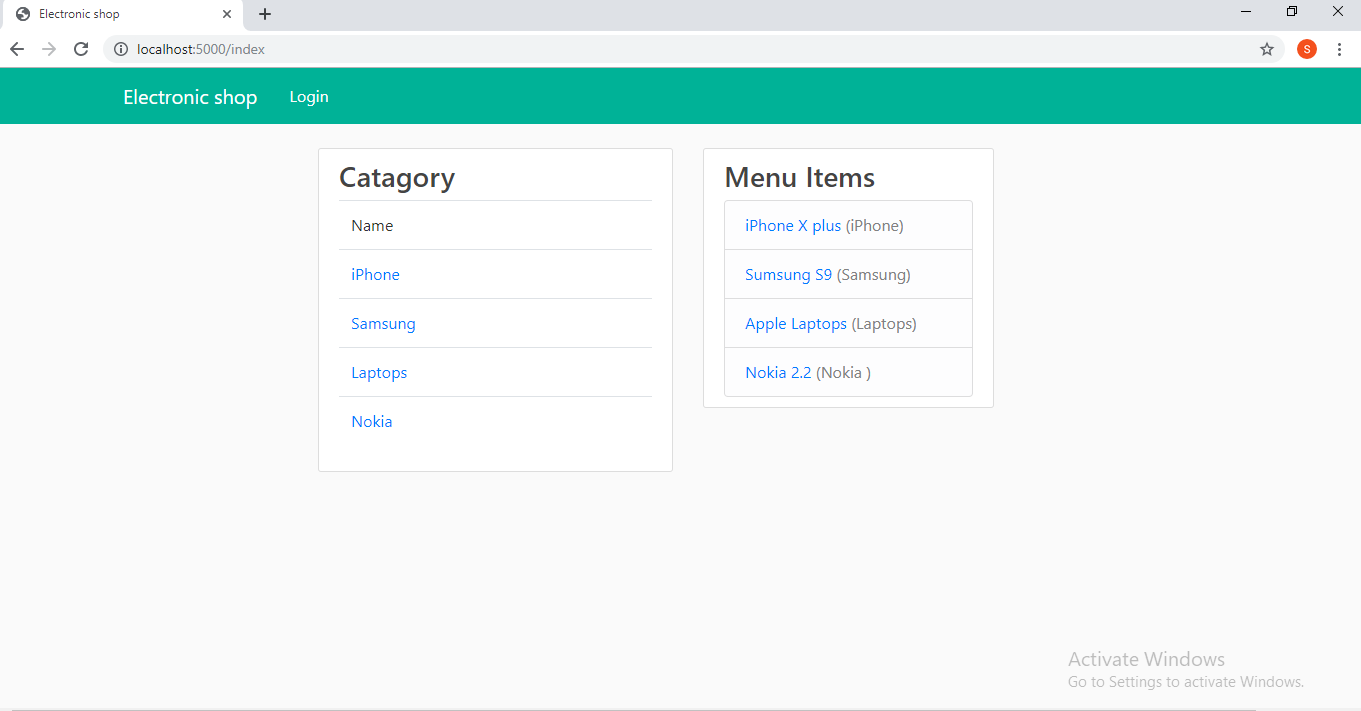 Electronic shop
localhost:5000/index
S
Electronic shop Login
Catagory
Name
iPhone
Samsung
Laptops
Nokia
Menu Items
iPhone X plus (iPhone)
Sumsung S9 (Samsung)
Apple Laptops (Laptops)
Nokia 2.2 (Nokia )
Activate Windows
Go to Settings to activate Windows.